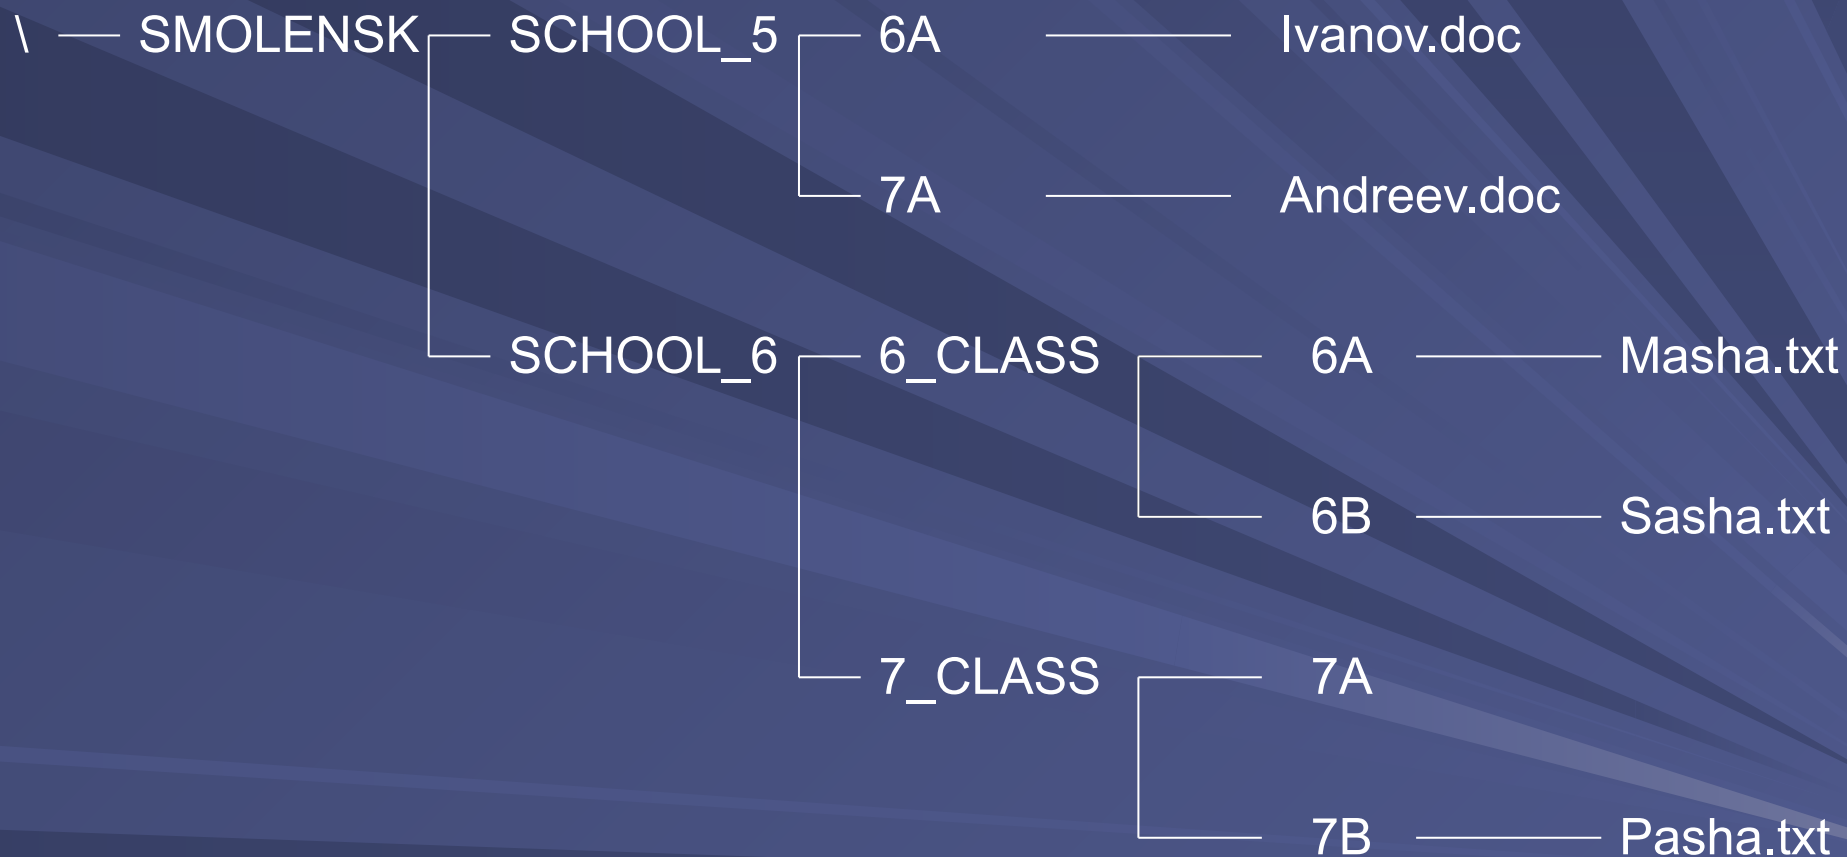 \ SMOLENSK SCHOOL_5 6A Ivanov.doc
7A Andreev.doc
SCHOOL_6 6_CLASS 6A Masha.txt
6B Sasha.txt
7_CLASS 7A
7B Pasha.txt